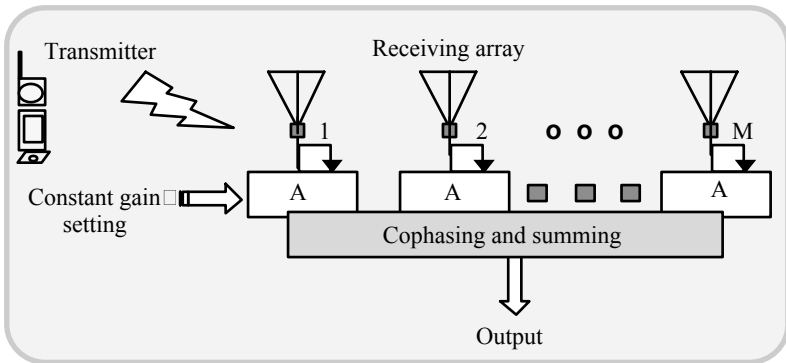 Transmitter
Receiving array
1
2
o o o
M
A
A
A
Constant gain
setting
Cophasing and summing
Output